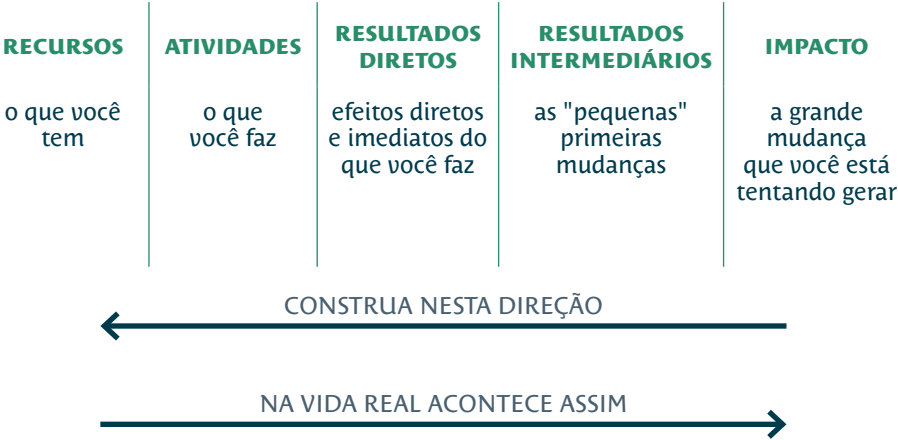 RECURSOS
o que você
tem
ATIVIDADES
o que
você faz
RESULTADOS
DIRETOS
efeitos diretos
e imediatos do
que você faz
RESULTADOS
INTERMEDIÁRIOS
as "pequenas"
primeiras
mudanças
IMPACTO
a grande
mudança
que você está
tentando gerar
CONSTRUA NESTA DIREÇÃO
NA VIDA REAL ACONTECE ASSIM